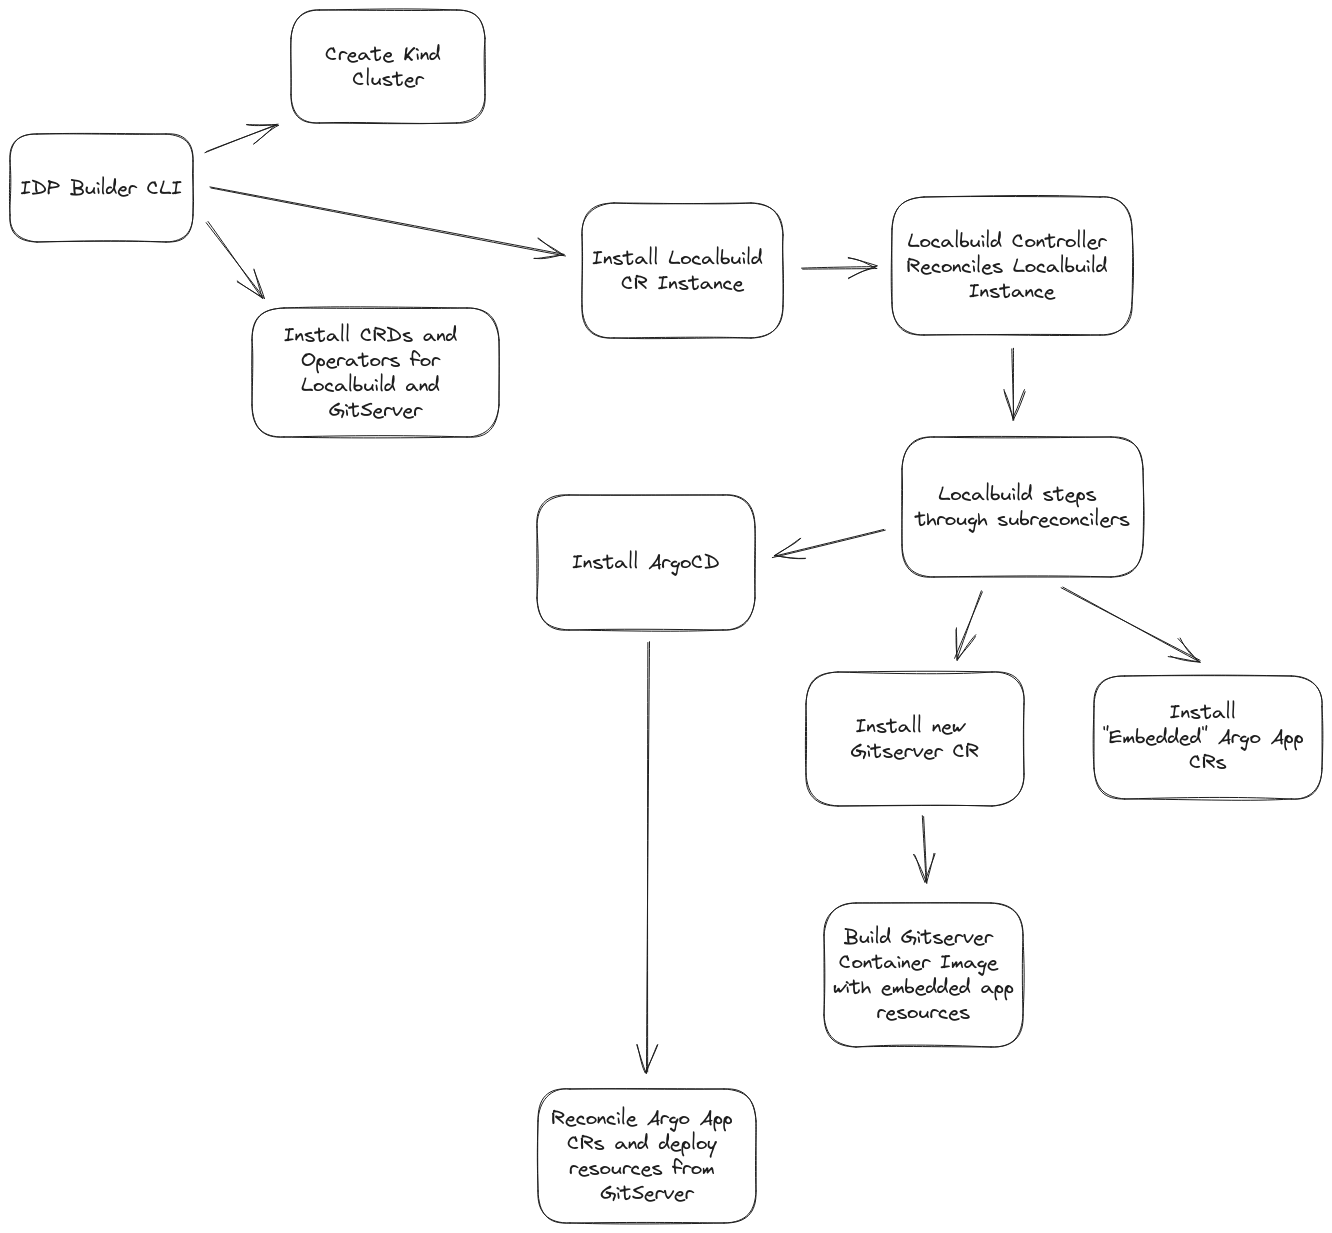 Create Kind
Cluster
IDP Builder CLI
Install Localbuild
CR Instance
Localbuild Controller
Reconciles Localbuild
Instance
Install CRDs and
Operators for
Localbuild and
GitServer
Localbuild steps
through subreconcilers
Install ArgoCD
Install new
Gitserver CR
Install
"Embedded" Argo App
CRs
Build Gitserver
Container Image
with embedded app
resources
Reconcile Argo App
CRs and deploy
resources from
GitServer